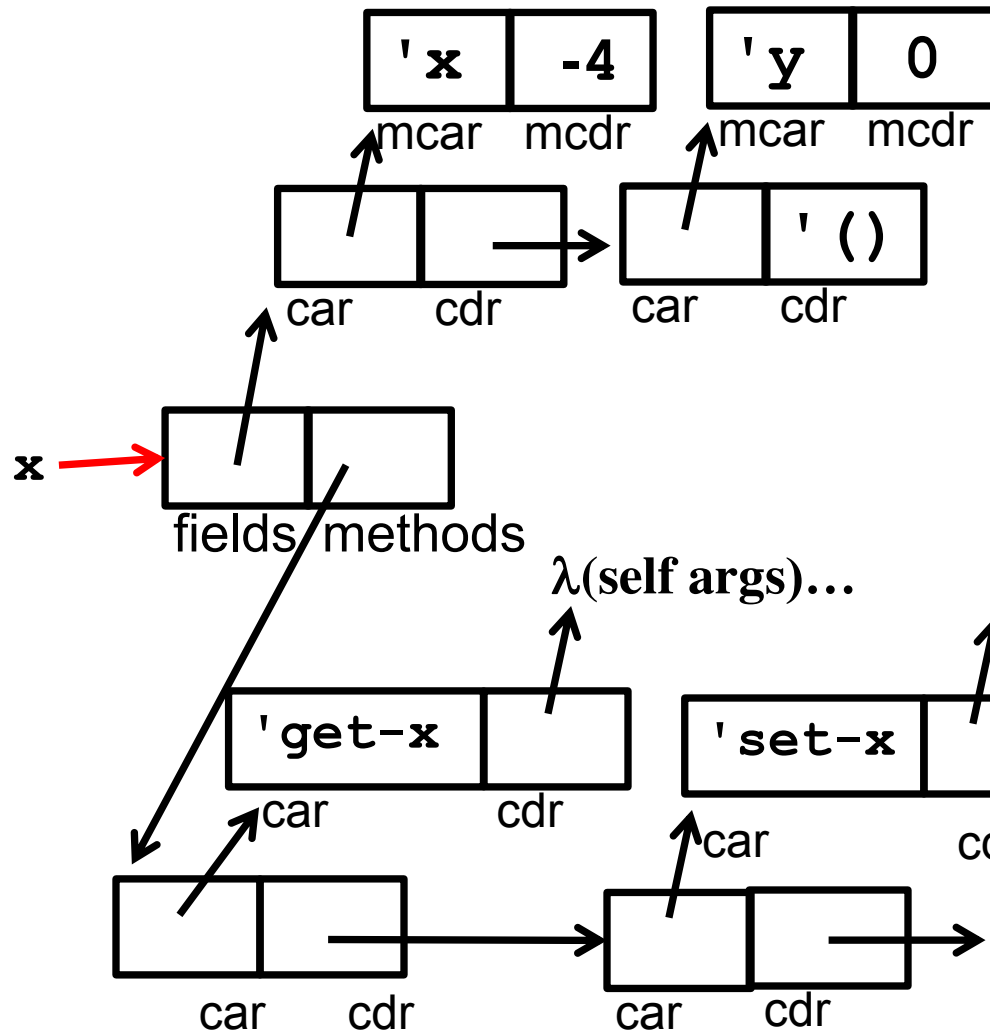 'x -4 'y 0
mcar mcdr mcar mcdr
'()
car cdr car cdr
x
fields methods
λ(self args)…
'get-x 'set-x
car cdr car
car cdr car cdr